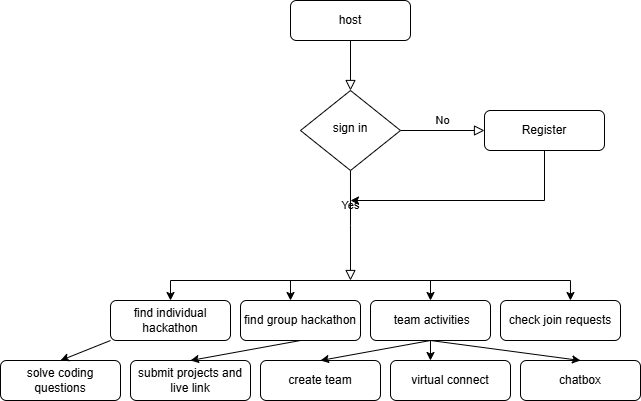 host
sign in
No
Register
Yes
find individual
hackathon
find group hackathon
team activities
check join requests
solve coding
questions
submit projects and
live link
create team
virtual connect
chatbox